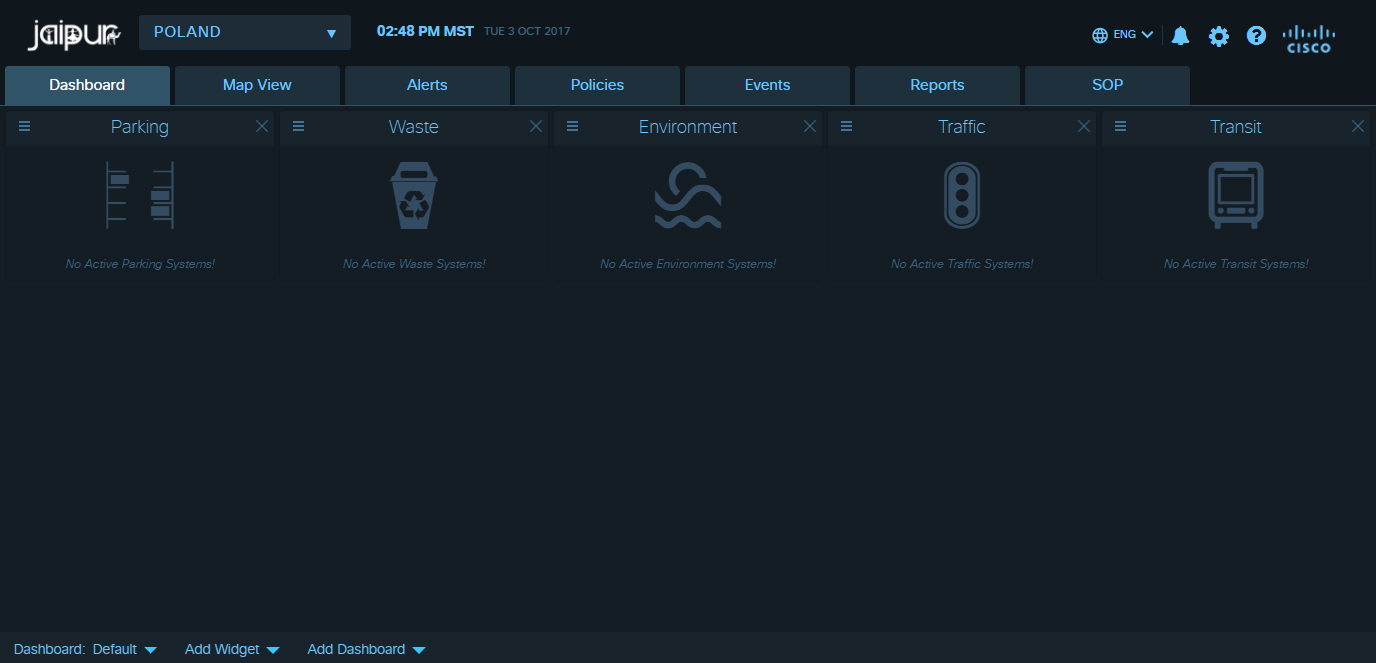 jaipur POLAND 02:48 PM MST TUE 3 OCT 2017 ENG CISCO
Dashboard Map View Alerts Policies Events Reports SOP
Parking Waste Environment Traffic Transit
No Active Parking Systems! No Active Waste Systems! No Active Environment Systems! No Active Traffic Systems! No Active Transit Systems!
Dashboard: Default Add Widget Add Dashboard